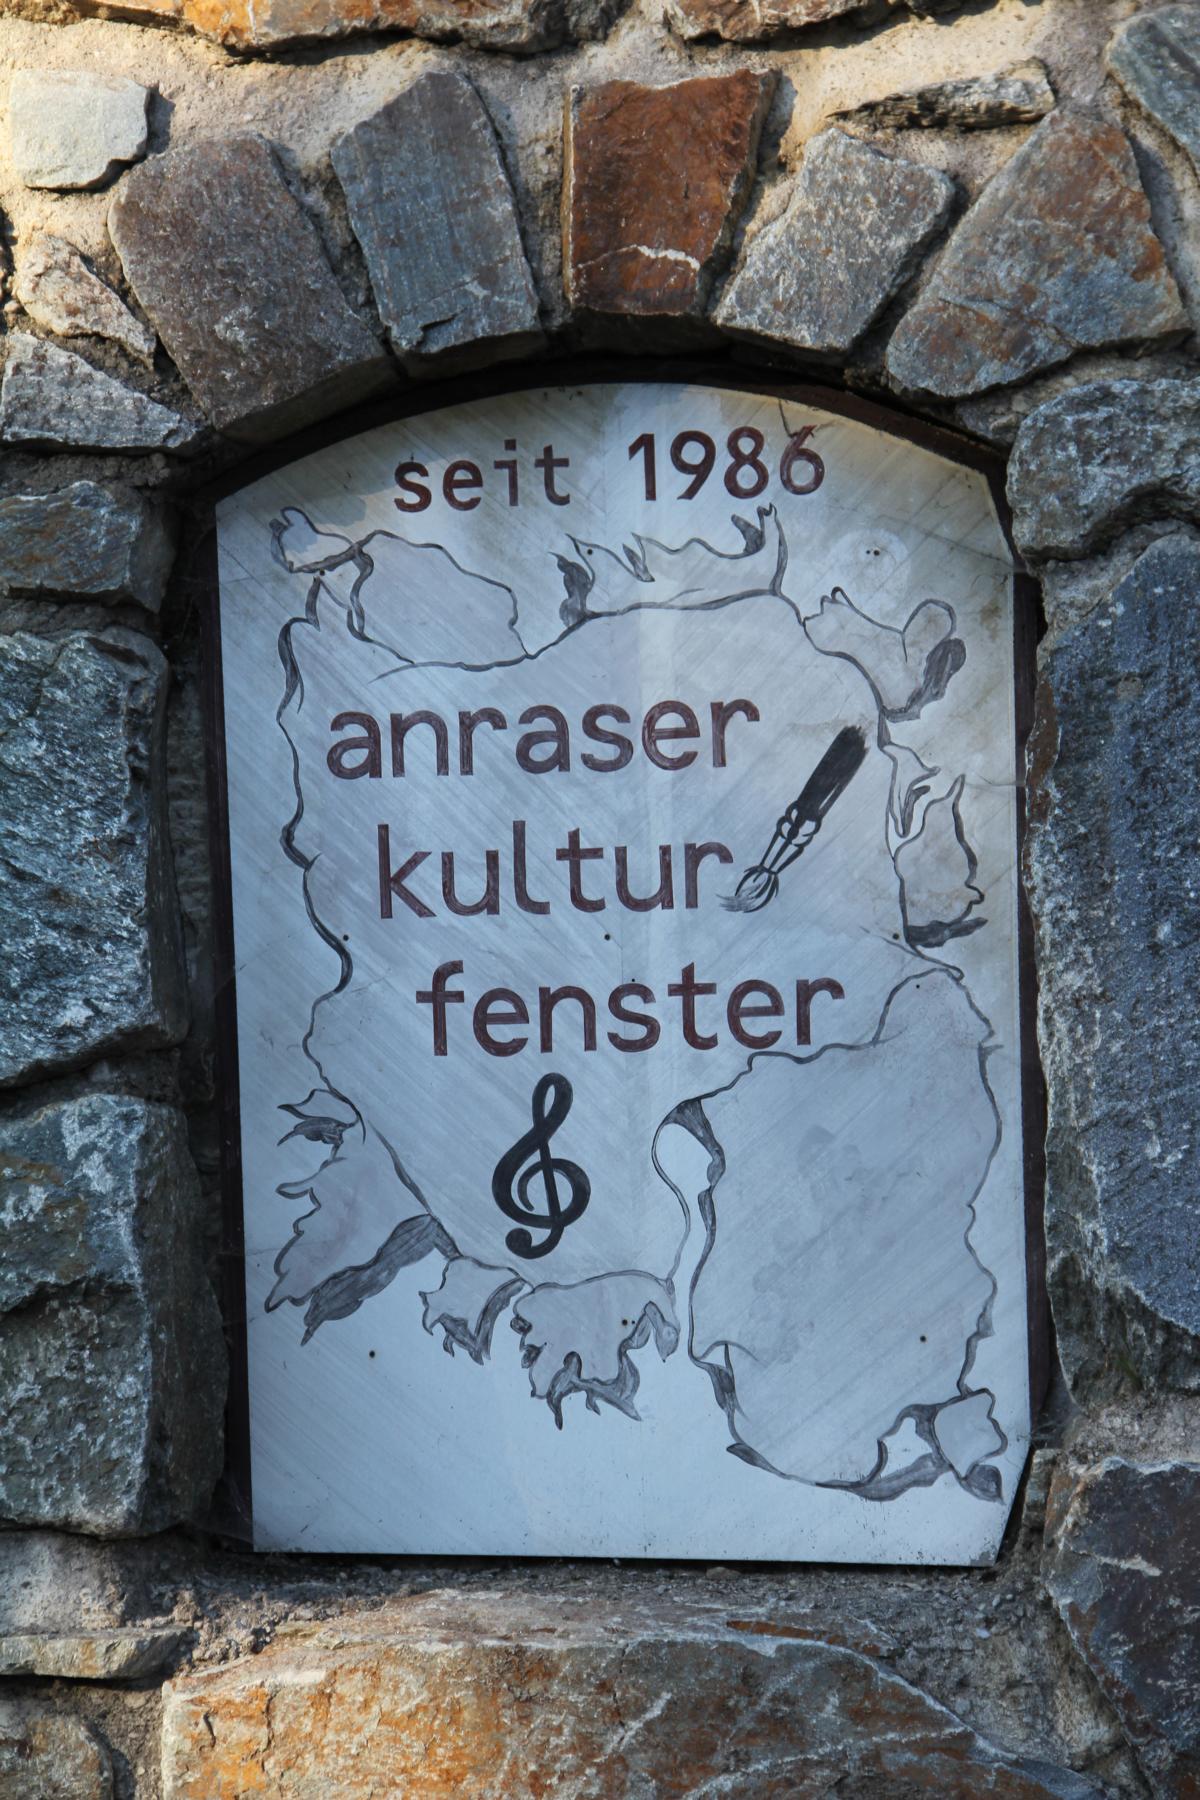 seit 1986
anraser
kultur
fenster